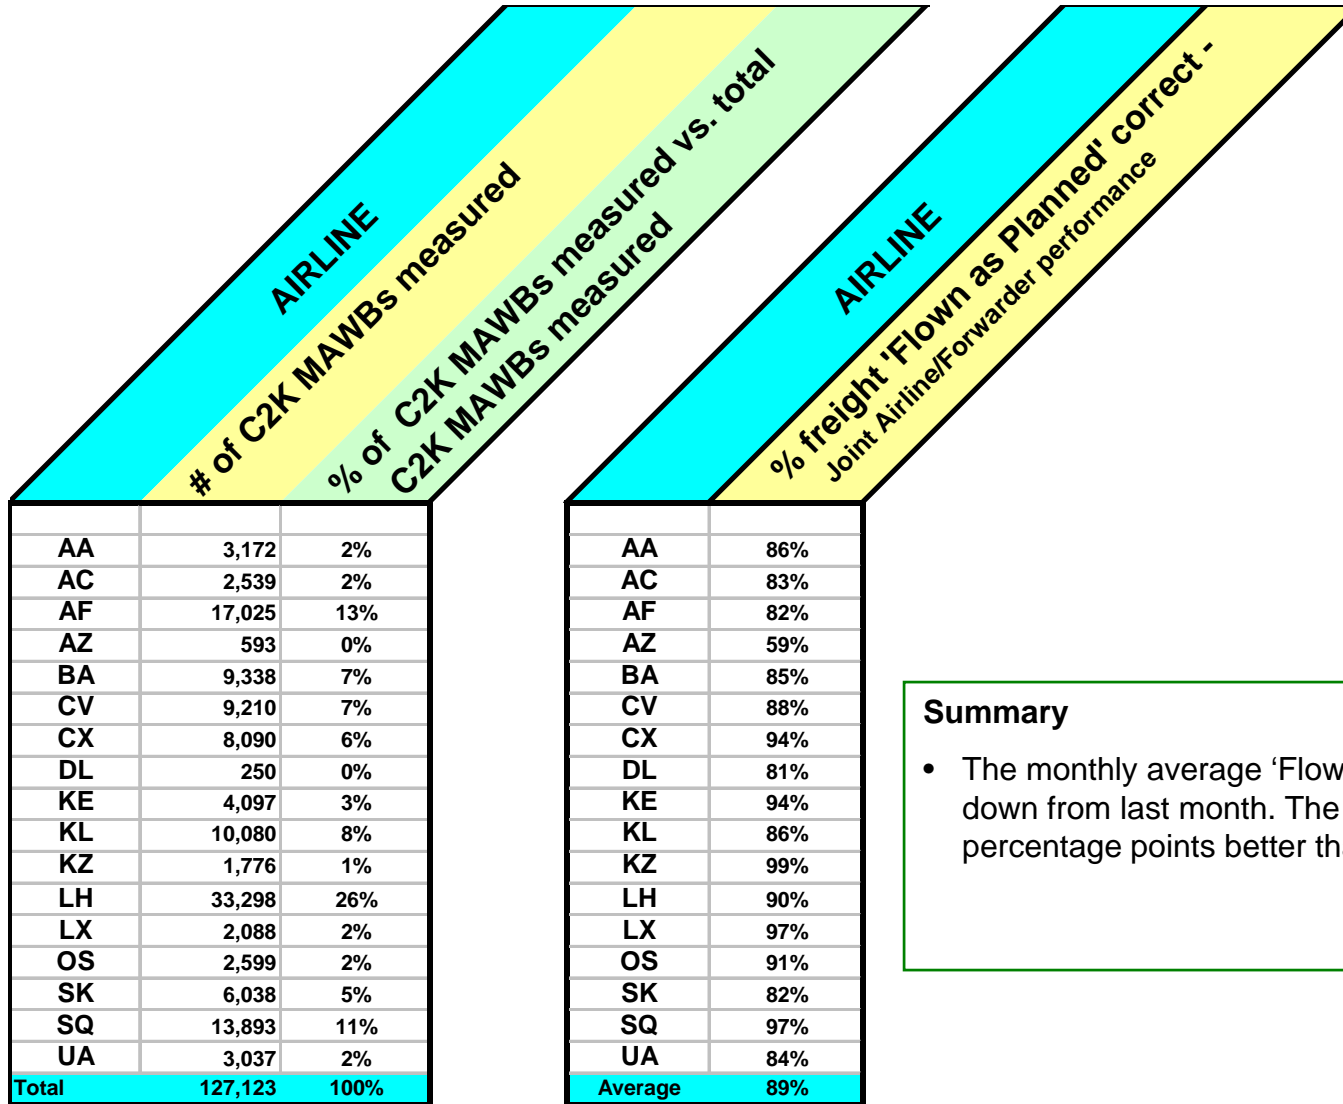 AIRLINE
# of C2K MAWBs measured
% of C2K MAWBs measured vs. total
C2K MAWBs measured
AA 3,172 2%
AC 2,539 2%
AF 17,025 13%
AZ 593 0%
BA 9,338 7%
CV 9,210 7%
CX 8,090 6%
DL 250 0%
KE 4,097 3%
KL 10,080 8%
KZ 1,776 1%
LH 33,298 26%
LX 2,088 2%
OS 2,599 2%
SK 6,038 5%
SQ 13,893 11%
UA 3,037 2%
Total 127,123 100%
AIRLINE
% freight 'Flown as Planned' correct -
Joint Airline/Forwarder performance
AA 86%
AC 83%
AF 82%
AZ 59%
BA 85%
CV 88%
CX 94%
DL 81%
KE 94%
KL 86%
KZ 99%
LH 90%
LX 97%
OS 91%
SK 82%
SQ 97%
UA 84%
Average 89%
Summary
• The monthly average ‘Flow
down from last month. The
percentage points better tha